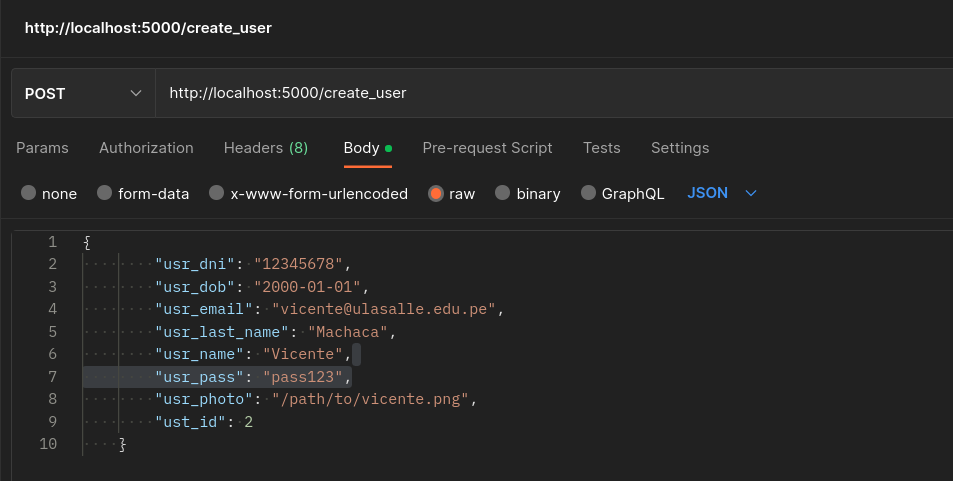 http://localhost:5000/create_user
POST http://localhost:5000/create_user
Params Authorization Headers (8) Body Pre-request Script Tests Settings
none form-data x-www-form-urlencoded raw binary GraphQL JSON
1 {
2 "usr_dni": "12345678",
3 "usr_dob": "2000-01-01",
4 "usr_email": "vicente@ulasalle.edu.pe",
5 "usr_last_name": "Machaca",
6 "usr_name": "Vicente",
7 "usr_pass": "pass123",
8 "usr_photo": "/path/to/vicente.png",
9 "ust_id": 2
10 }